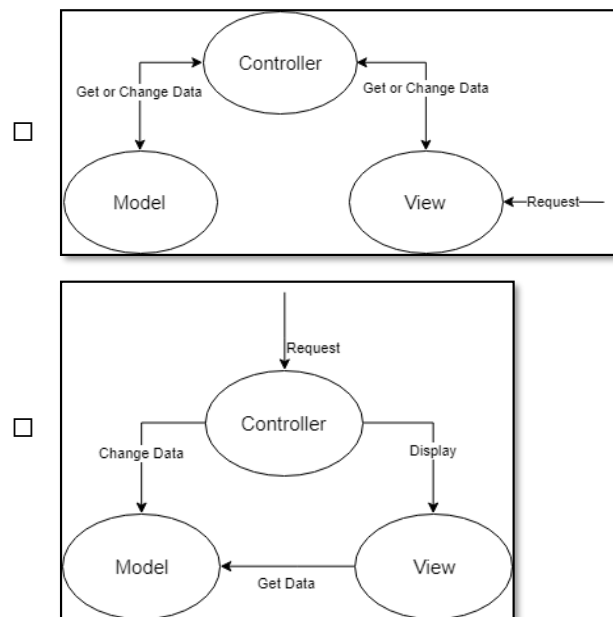 Controller
Get or Change Data
Get or Change Data
Model
View
Request
Request
Controller
Change Data
Display
Model
View
Get Data